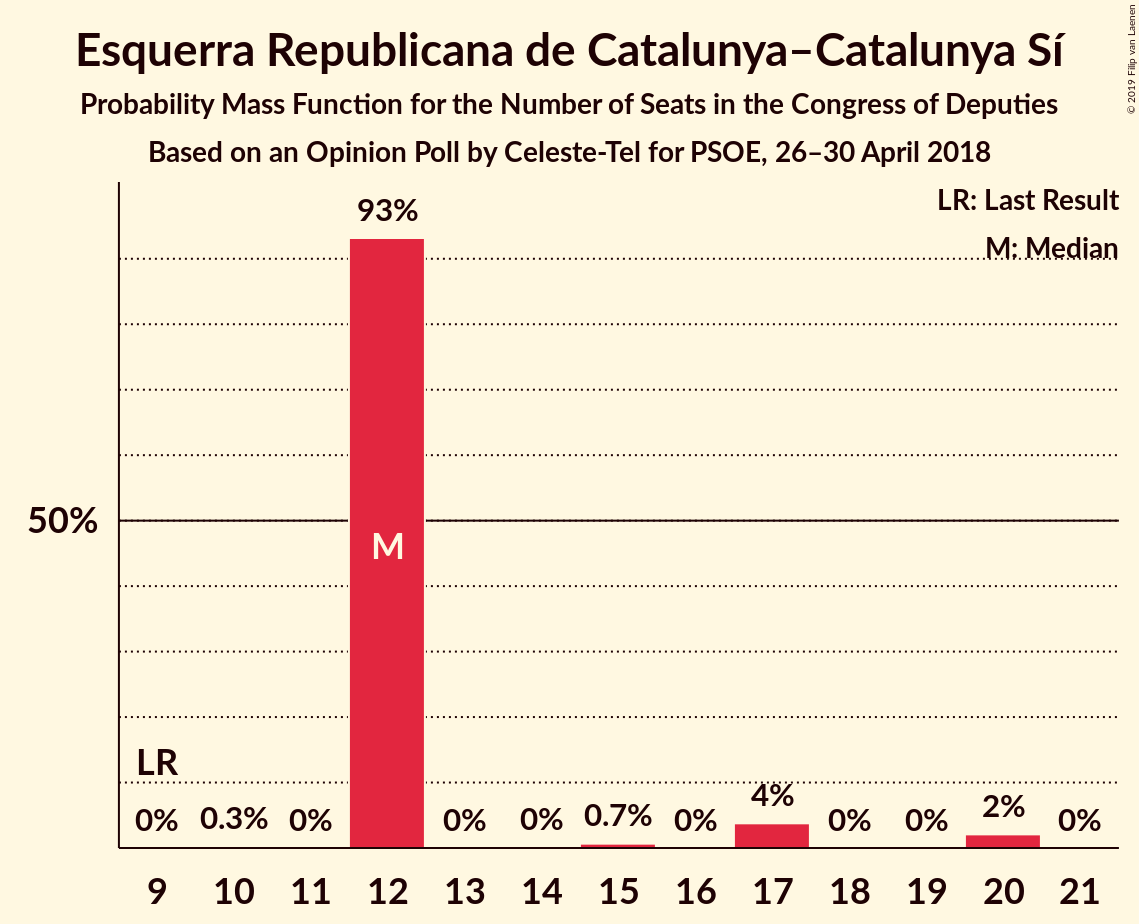 Esquerra Republicana de Catalunya–Catalunya Sí
Probability Mass Function for the Number of Seats in the Congress of Deputies
Based on an Opinion Poll by Celeste-Tel for PSOE, 26–30 April 2018
© 2019 Filip van Laenen
LR: Last Result
M: Median
93%
50%
M
LR
0% 0.3% 0% 0% 0% 0.7% 0% 4% 0% 0% 2% 0%
9 10 11 12 13 14 15 16 17 18 19 20 21